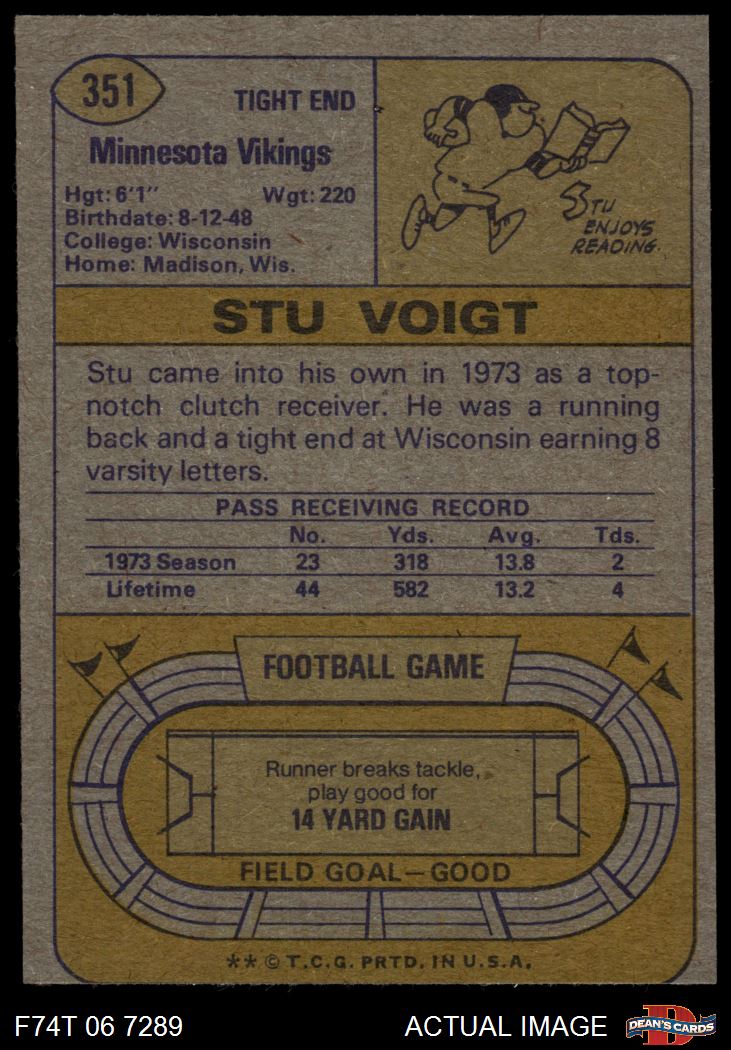 351
TIGHT END
Minnesota Vikings
Hgt: 6'1" Wgt: 220
Birthdate: 8-12-48
College: Wisconsin
Home: Madison, Wis.
STU
ENJOYS
READING.
STU VOIGT
Stu came into his own in 1973 as a top-
notch clutch receiver. He was a running
back and a tight end at Wisconsin earning 8
varsity letters.
PASS RECEIVING RECORD
No. Yds. Avg. Tds.
1973 Season 23 318 13.8 2
Lifetime 44 582 13.2 4
FOOTBALL GAME
Runner breaks tackle,
play good for
14 YARD GAIN
FIELD GOAL—GOOD
** © T.C.G. PRTD. IN U.S.A.
F74T 06 7289 ACTUAL IMAGE
D
DEAN'S CARDS